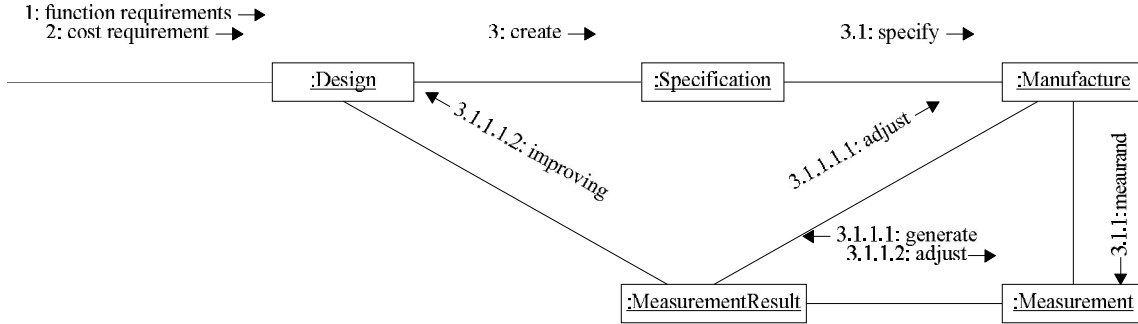 1: function requirements
2: cost requirement
3: create
3.1: specify
:Design
:Specification
:Manufacture
3.1.1.1.2: improving
3.1.1.1.1: adjust
3.1.1: meaurand
3.1.1.1: generate
3.1.1.2: adjust
:MeasurementResult
:Measurement